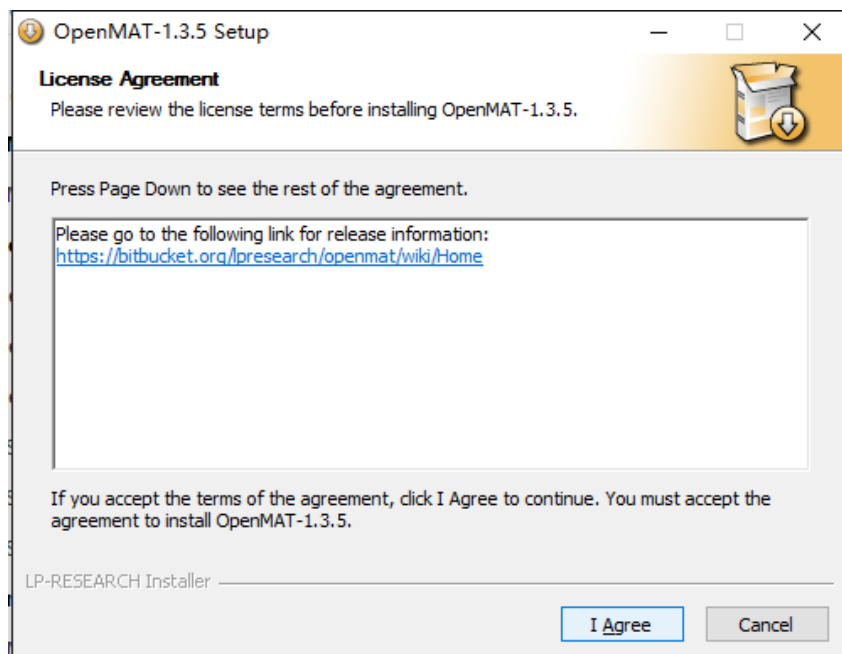 OpenMAT-1.3.5 Setup
License Agreement
Please review the license terms before installing OpenMAT-1.3.5.
Press Page Down to see the rest of the agreement.
Please go to the following link for release information:
https://bitbucket.org/lpresearch/openmat/wiki/Home
If you accept the terms of the agreement, click I Agree to continue. You must accept the
agreement to install OpenMAT-1.3.5.
LP-RESEARCH Installer
I Agree
Cancel